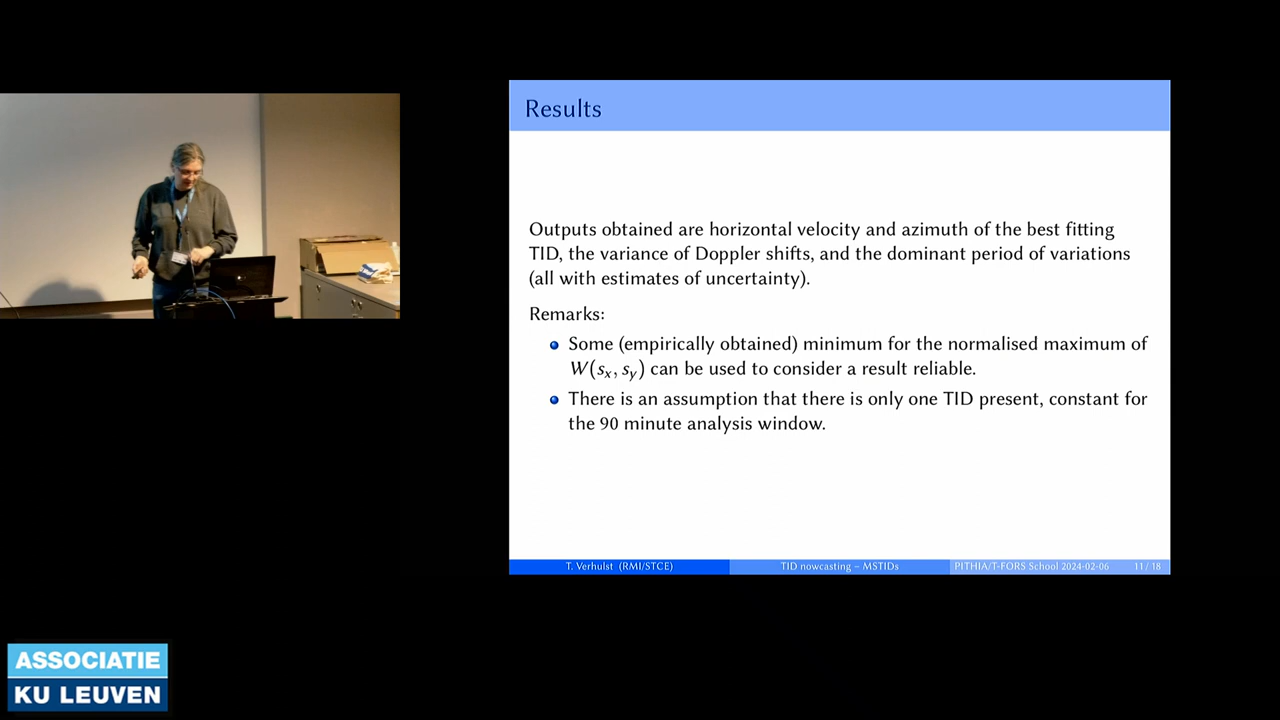 Results
Outputs obtained are horizontal velocity and azimuth of the best fitting
TID, the variance of Doppler shifts, and the dominant period of variations
(all with estimates of uncertainty).
Remarks:
Some (empirically obtained) minimum for the normalised maximum of
W(sₓ, sᵧ) can be used to consider a result reliable.
There is an assumption that there is only one TID present, constant for
the 90 minute analysis window.
T. Verhulst (RMI/STCE) TID nowcasting – MSTIDs PITHIA/T-FORS School 2024-02-06 11 / 18
ASSOCIATIE
KU LEUVEN